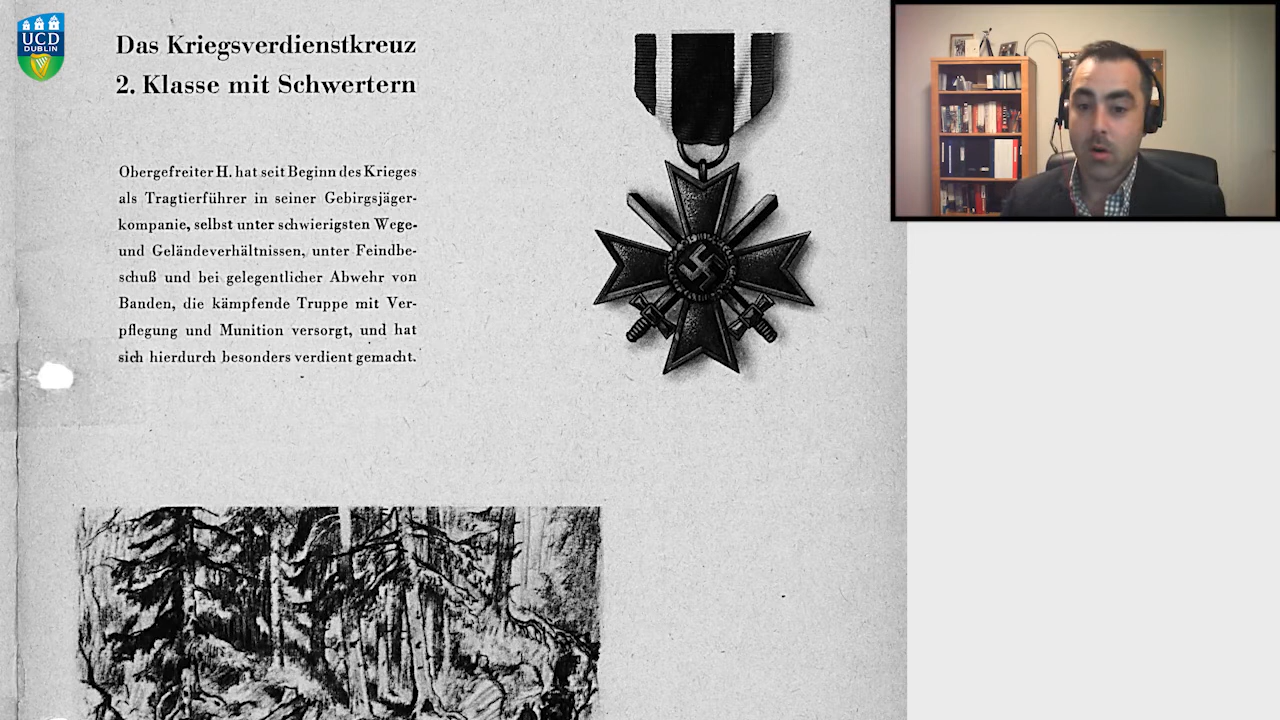 UCD
DUBLIN
Das Kriegsverdienstkreuz
2. Klasse mit Schwertern
Obergefreiter H. hat seit Beginn des Krieges
als Tragtierführer in seiner Gebirgsjäger-
kompanie, selbst unter schwierigsten Wege-
und Geländeverhältnissen, unter Feindbe-
schuß und bei gelegentlicher Abwehr von
Banden, die kämpfende Truppe mit Ver-
pflegung und Munition versorgt, und hat
sich hierdurch besonders verdient gemacht.